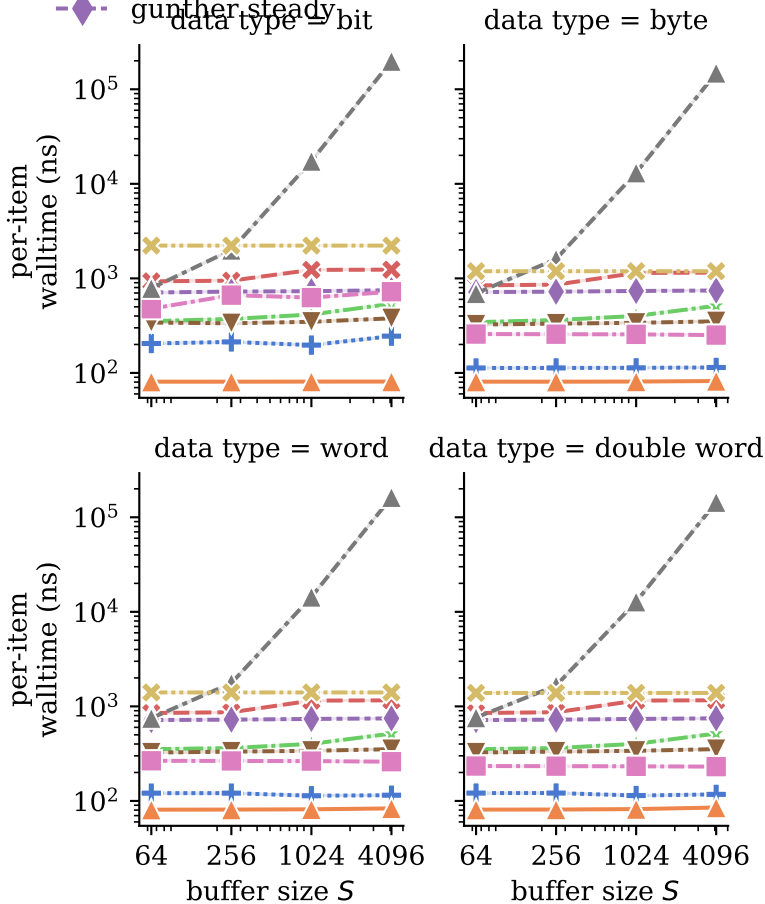 gunther steady
data type = bit
data type = byte
per-item
walltime (ns)
10^5
10^4
10^3
10^2
data type = word
data type = double word
per-item
walltime (ns)
10^5
10^4
10^3
10^2
64 256 1024 4096
64 256 1024 4096
buffer size S
buffer size S